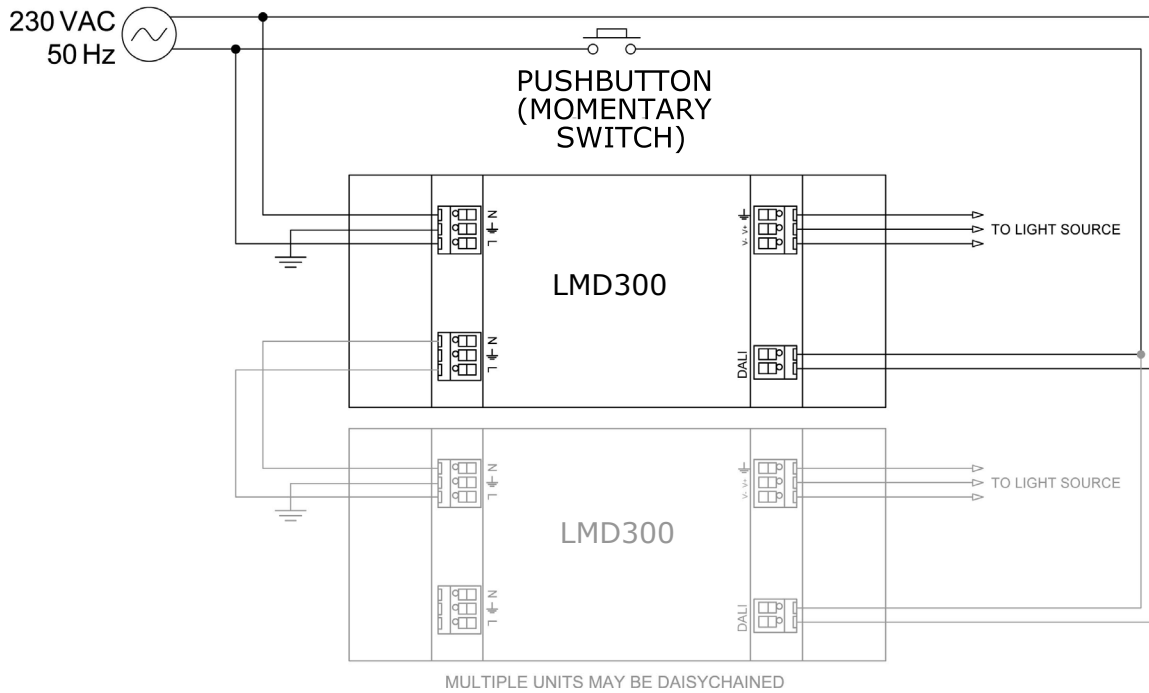 230 VAC
50 Hz
PUSHBUTTON
(MOMENTARY
SWITCH)
N
L
V+
V-
TO LIGHT SOURCE
LMD300
N
L
DALI
N
L
V+
V-
TO LIGHT SOURCE
LMD300
N
L
DALI
MULTIPLE UNITS MAY BE DAISYCHAINED